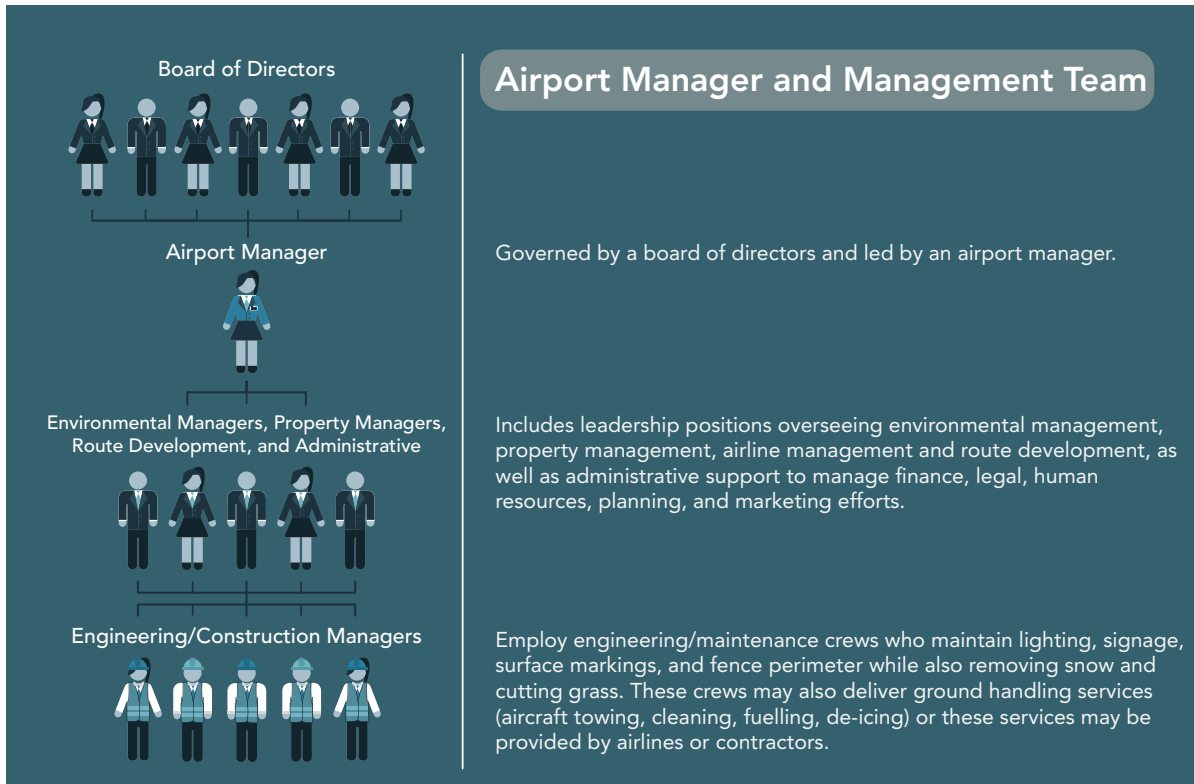 Board of Directors
Airport Manager and Management Team
Airport Manager
Governed by a board of directors and led by an airport manager.
Environmental Managers, Property Managers,
Route Development, and Administrative
Includes leadership positions overseeing environmental management,
property management, airline management and route development, as
well as administrative support to manage finance, legal, human
resources, planning, and marketing efforts.
Engineering/Construction Managers
Employ engineering/maintenance crews who maintain lighting, signage,
surface markings, and fence perimeter while also removing snow and
cutting grass. These crews may also deliver ground handling services
(aircraft towing, cleaning, fuelling, de-icing) or these services may be
provided by airlines or contractors.